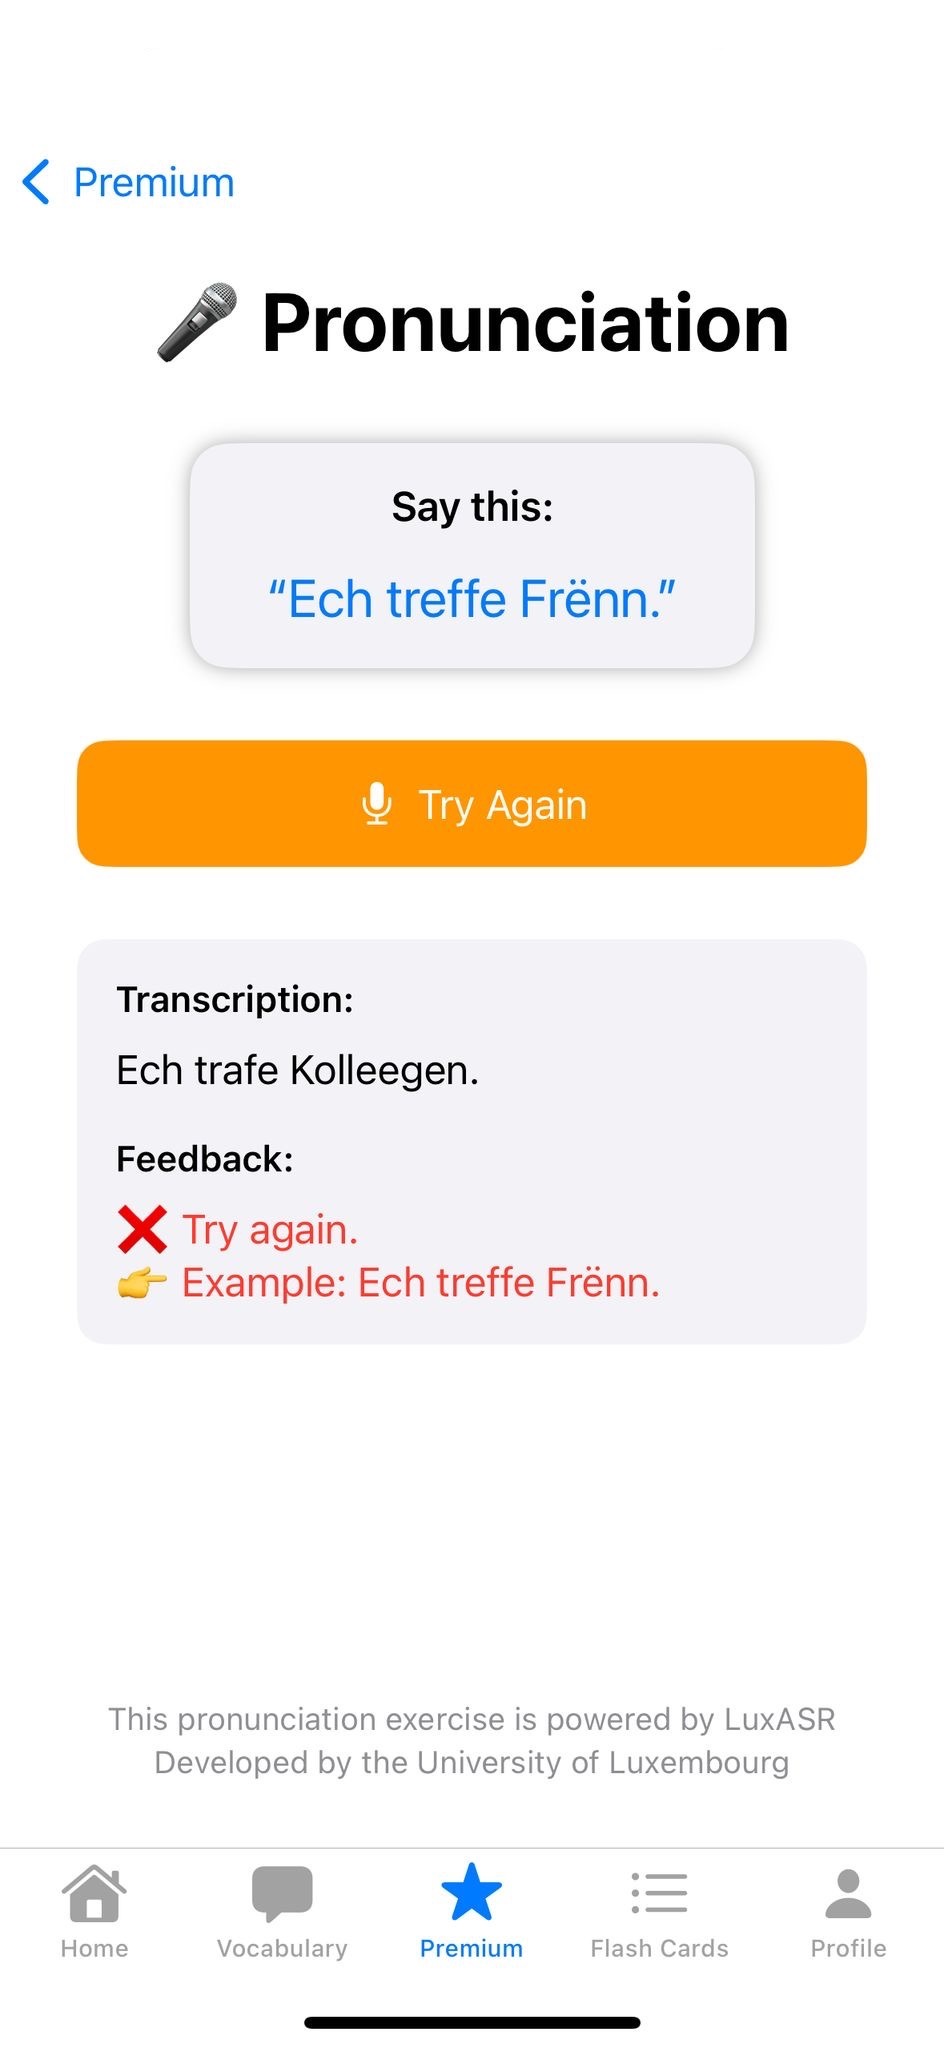 Premium
Pronunciation
Say this:
“Ech treffe Frënn.”
Try Again
Transcription:
Ech trafe Kolleegen.
Feedback:
❌ Try again.
👉 Example: Ech treffe Frënn.
This pronunciation exercise is powered by LuxASR
Developed by the University of Luxembourg
Home
Vocabulary
Premium
Flash Cards
Profile